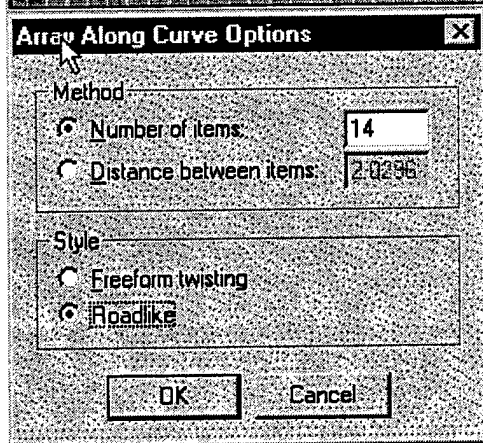 Array Along Curve Options
Method
Number of items: 14
Distance between items: 2.0296
Style
Freeform twisting
Roadlike
OK Cancel